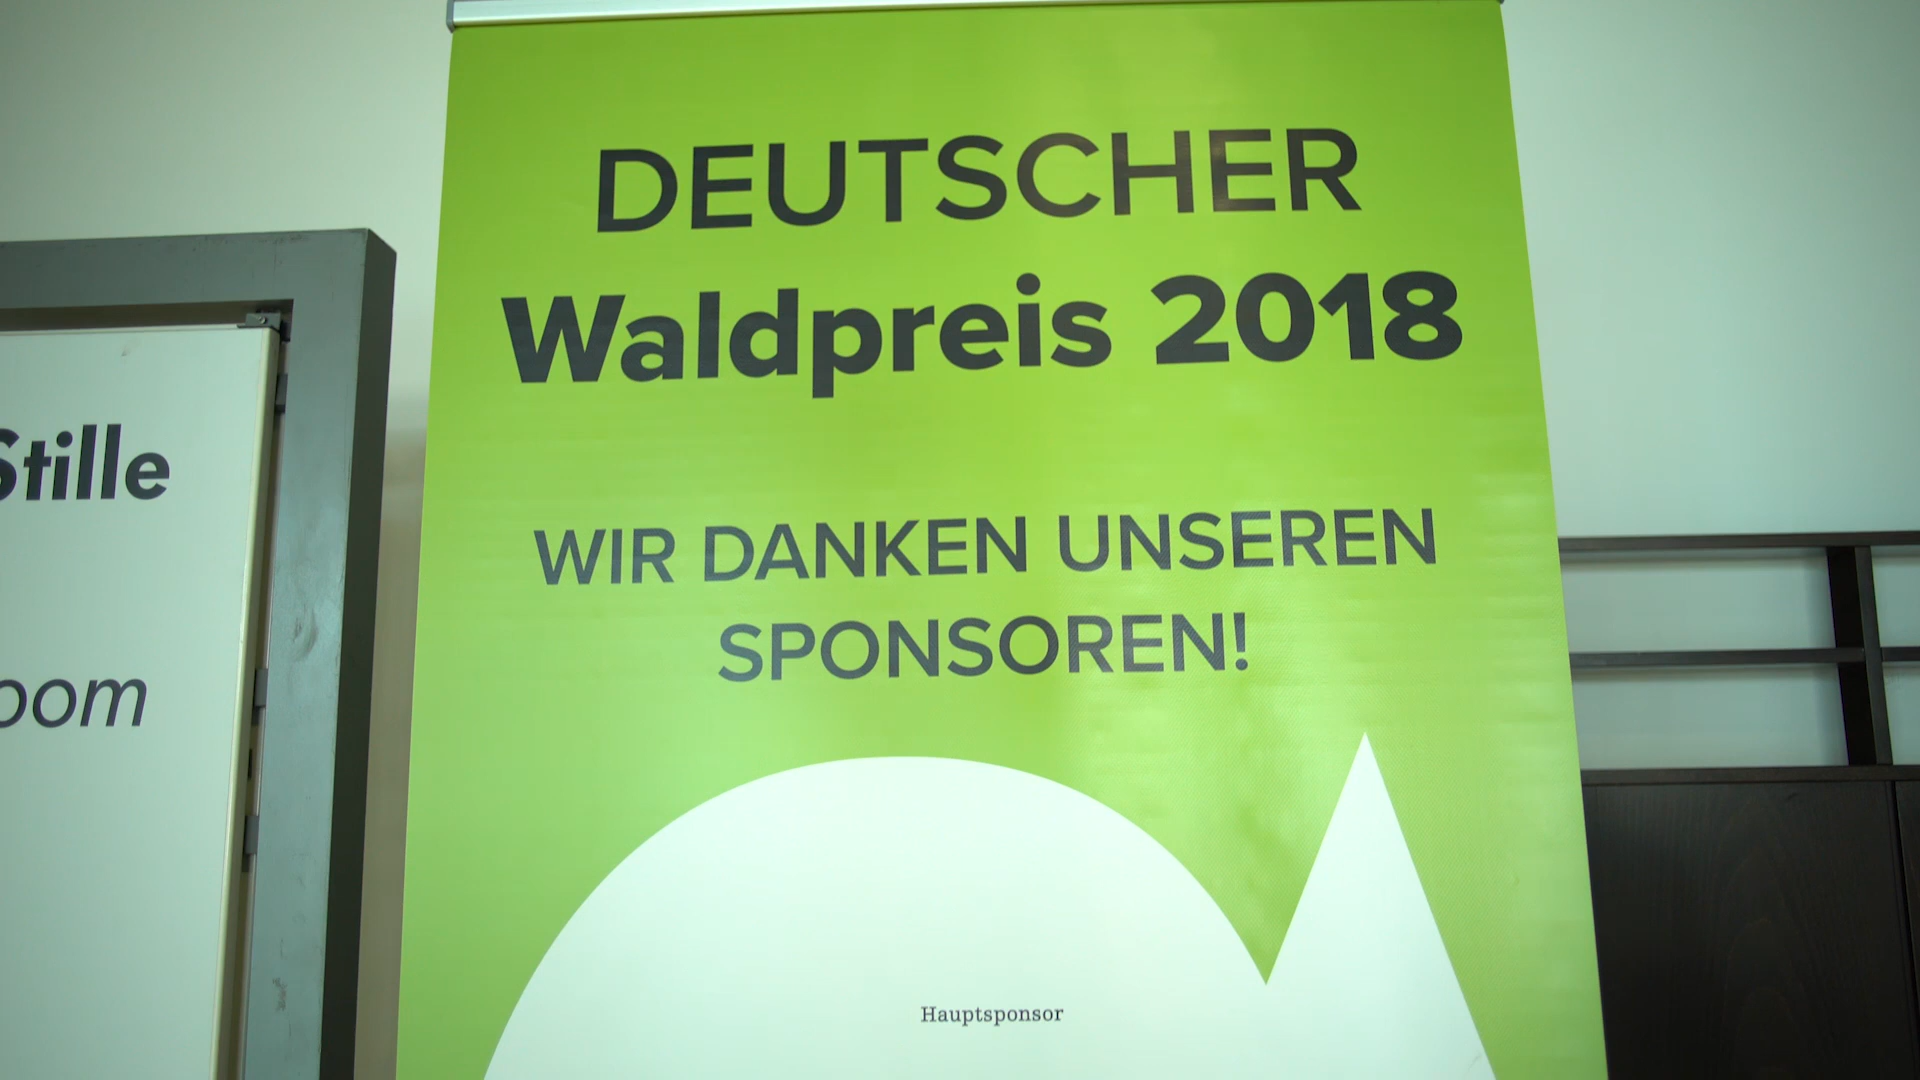 DEUTSCHER
Waldpreis 2018
WIR DANKEN UNSEREN
SPONSOREN!
Hauptsponsor
Stille
oom